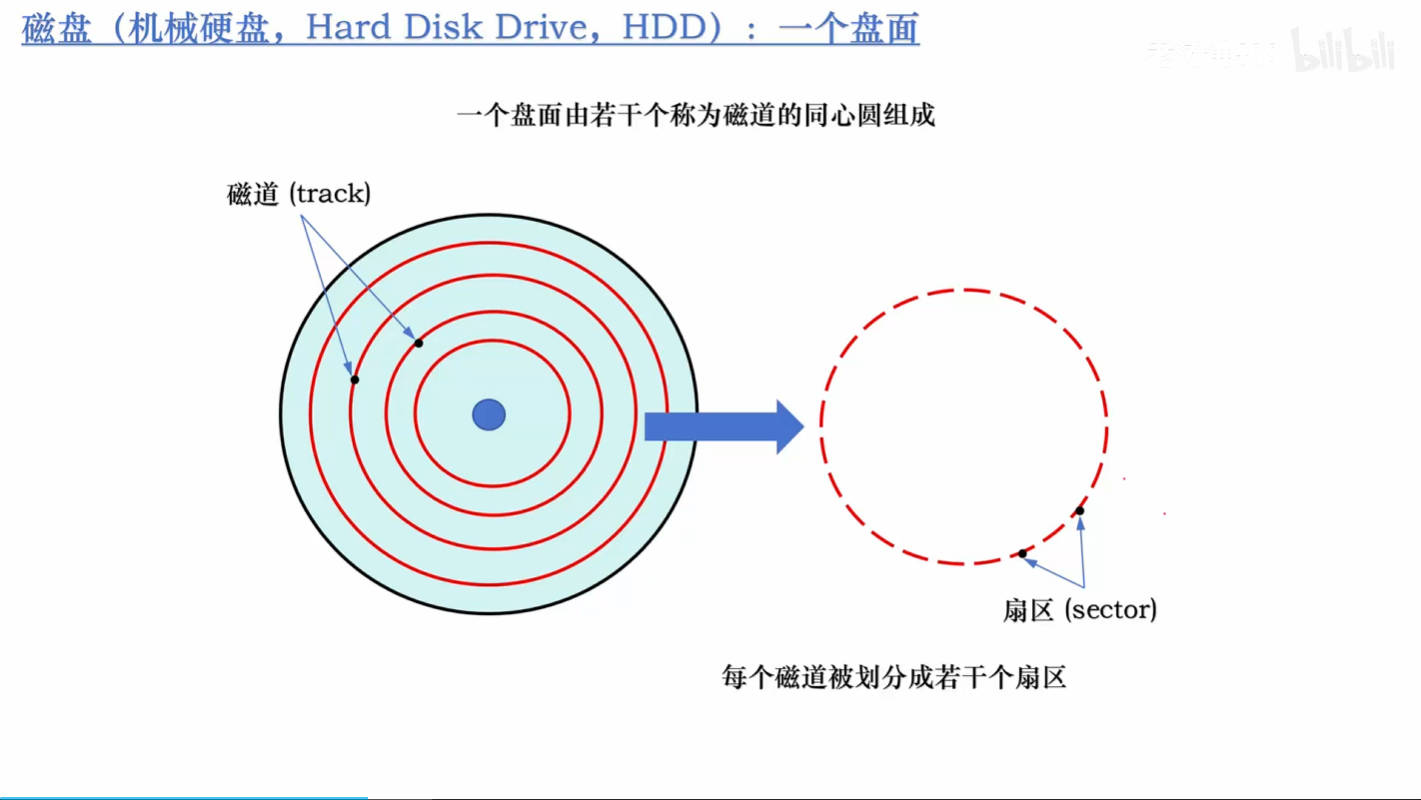 磁盘（机械硬盘，Hard Disk Drive，HDD）：一个盘面
bilibili
一个盘面由若干个称为磁道的同心圆组成
磁道 (track)
扇区 (sector)
每个磁道被划分成若干个扇区